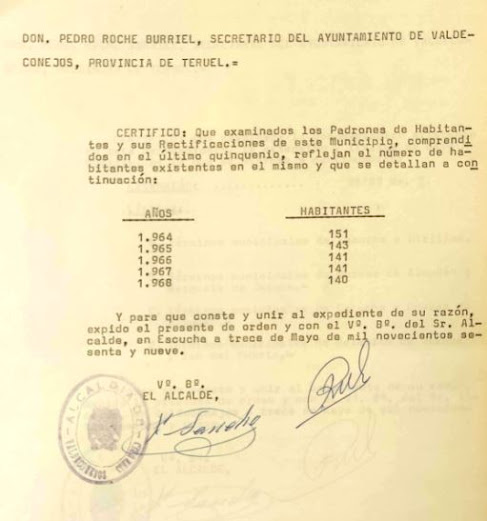 DON. PEDRO ROCHE BURRIEL, SECRETARIO DEL AYUNTAMIENTO DE VALDE-
CONEJOS, PROVINCIA DE TERUEL.=
CERTIFICO: Que examinados los Padrones de Habitan-
tes y sus Rectificaciones de este Municipio, comprendi
dos en el último quinquenio, reflejan el número de ha-
bitantes existentes en el mismo y que se detallan a con
tinuación:
AÑOS HABITANTES
1.964 151
1.965 143
1.966 141
1.967 141
1.968 140
Y para que conste y unir al expediente de su razón,
expido el presente de orden y con el Vº. Bº. del Sr. Al-
calde, en Escucha a trece de Mayo de mil novecientos se-
senta y nueve.
Vº. Bº.
EL ALCALDE,
ALCALDIA DE
Sancho
EL ALCALDE,